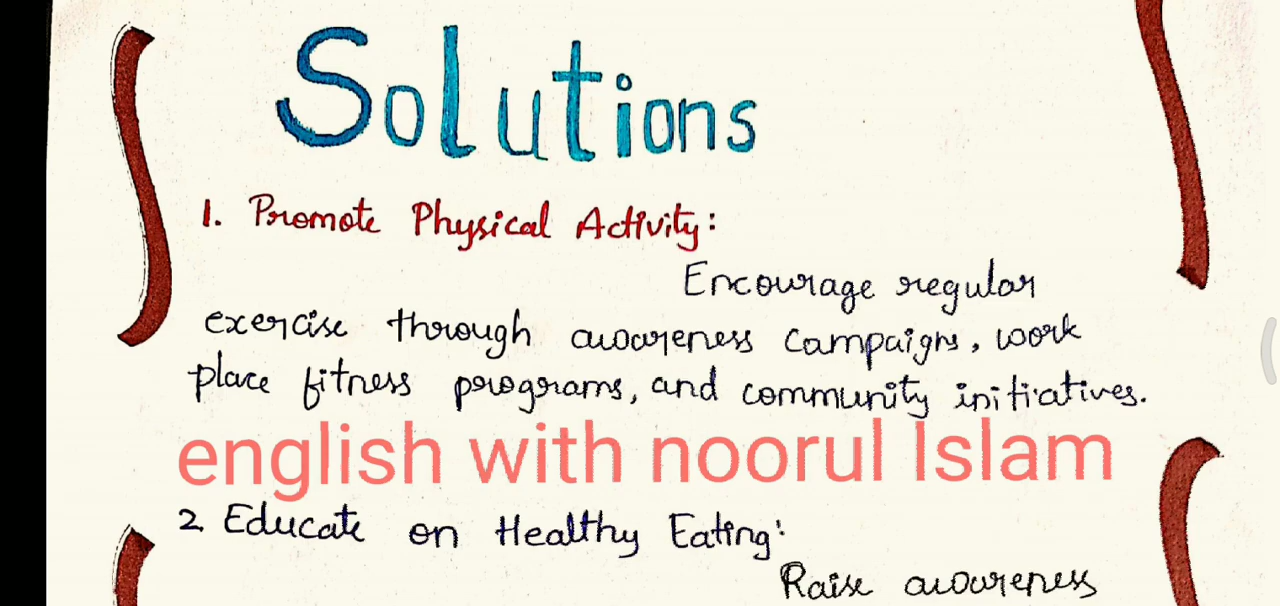 Solutions
1. Promote Physical Activity:
Encourage regular
exercise through awareness campaigns, work
place fitness programs, and community initiatives.
english with noorul Islam
2 Educate on Healthy Eating:
Raise awareness